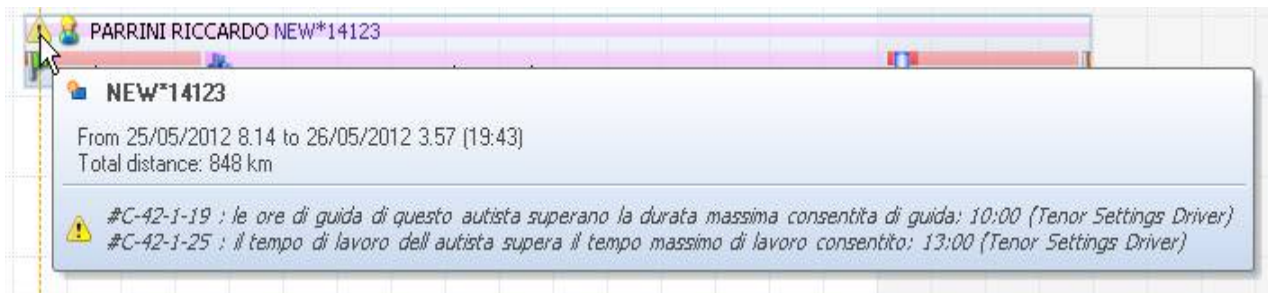 PARRINI RICCARDO NEW*14123
NEW*14123
From 25/05/2012 8.14 to 26/05/2012 3.57 (19:43)
Total distance: 848 km
#C-42-1-19 : le ore di guida di questo autista superano la durata massima consentita di guida: 10:00 (Tenor Settings Driver)
#C-42-1-25 : il tempo di lavoro dell autista supera il tempo massimo di lavoro consentito: 13:00 (Tenor Settings Driver)